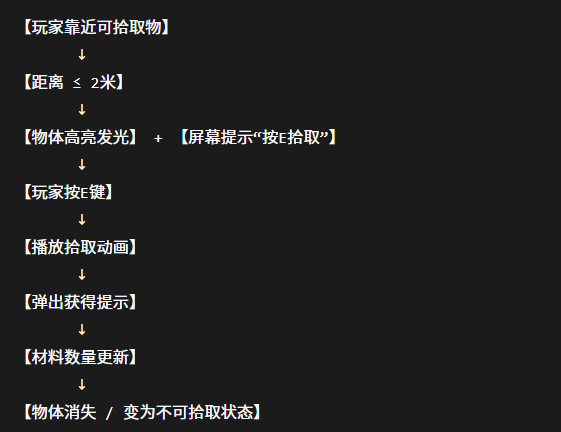 【玩家靠近可拾取物】
↓
【距离 ≤ 2米】
↓
【物体高亮发光】 + 【屏幕提示“按E拾取”】
↓
【玩家按E键】
↓
【播放拾取动画】
↓
【弹出获得提示】
↓
【材料数量更新】
↓
【物体消失 / 变为不可拾取状态】